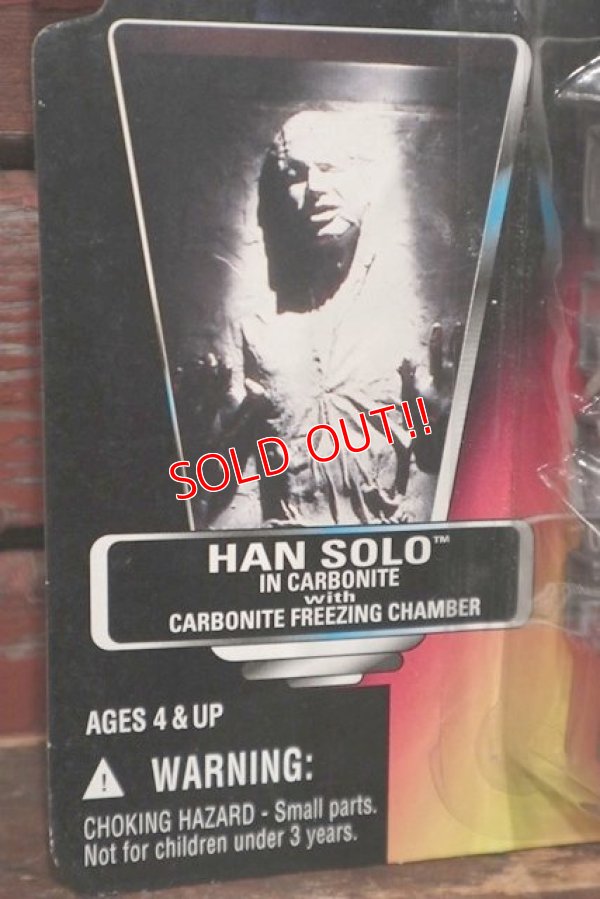 SOLD OUT!!
HAN SOLO™
IN CARBONITE
with
CARBONITE FREEZING CHAMBER
AGES 4 & UP
WARNING:
CHOKING HAZARD - Small parts.
Not for children under 3 years.